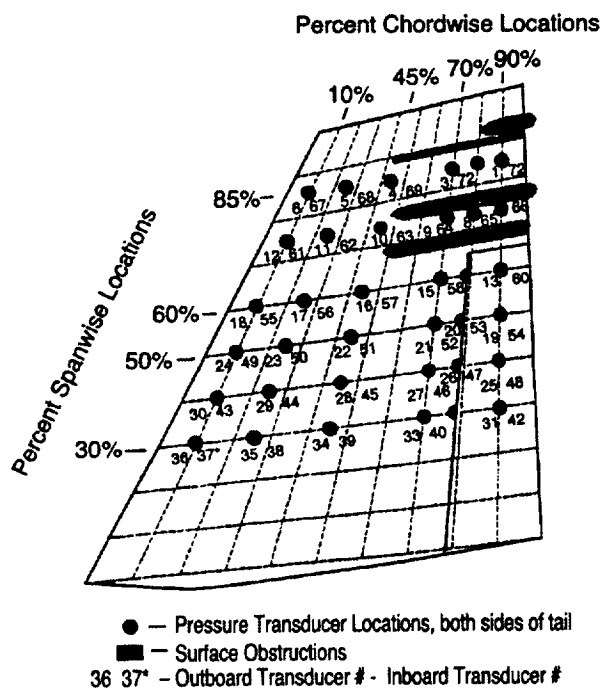 Percent Chordwise Locations
10% 45% 70% 90%
85%
60%
50%
30%
Percent Spanwise Locations
6 67 5 68 4 69 3 72 1 72
12 61 11 62 10 63 9 8 65 66
18 55 17 56 16 57 15 58 13 60
24 49 23 50 22 51 21 52 20 53 19 54
30 43 29 44 28 45 27 46 26 47 25 48
36 37* 35 38 34 39 33 40 31 42
— Pressure Transducer Locations, both sides of tail
— Surface Obstructions
36 37* – Outboard Transducer # - Inboard Transducer #